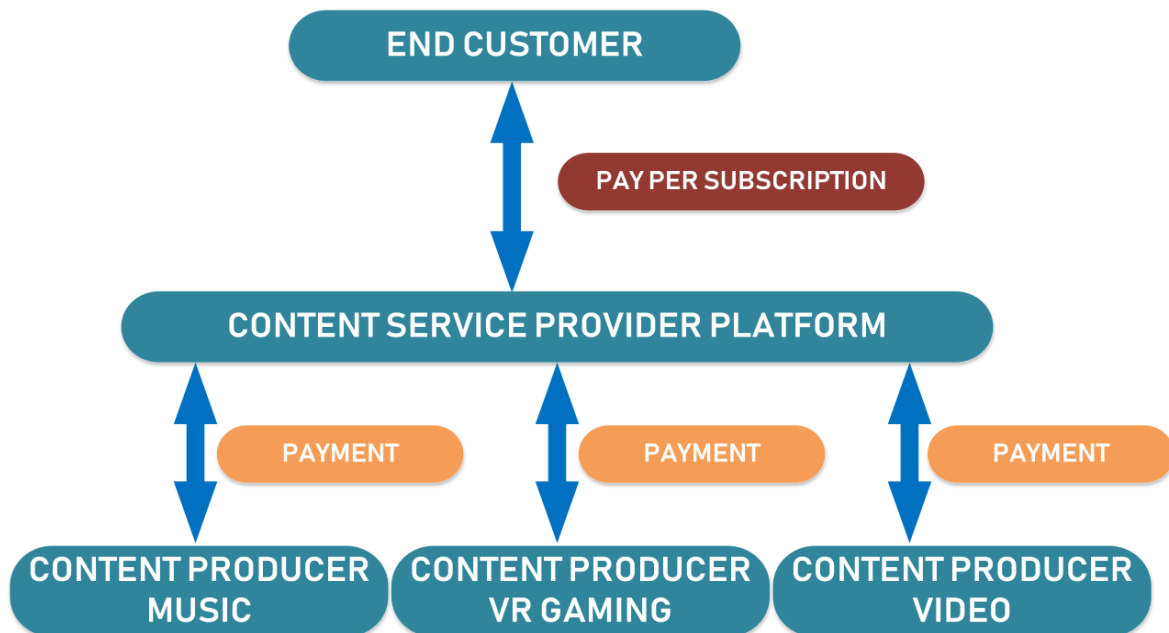 END CUSTOMER
PAY PER SUBSCRIPTION
CONTENT SERVICE PROVIDER PLATFORM
PAYMENT
PAYMENT
PAYMENT
CONTENT PRODUCER
MUSIC
CONTENT PRODUCER
VR GAMING
CONTENT PRODUCER
VIDEO